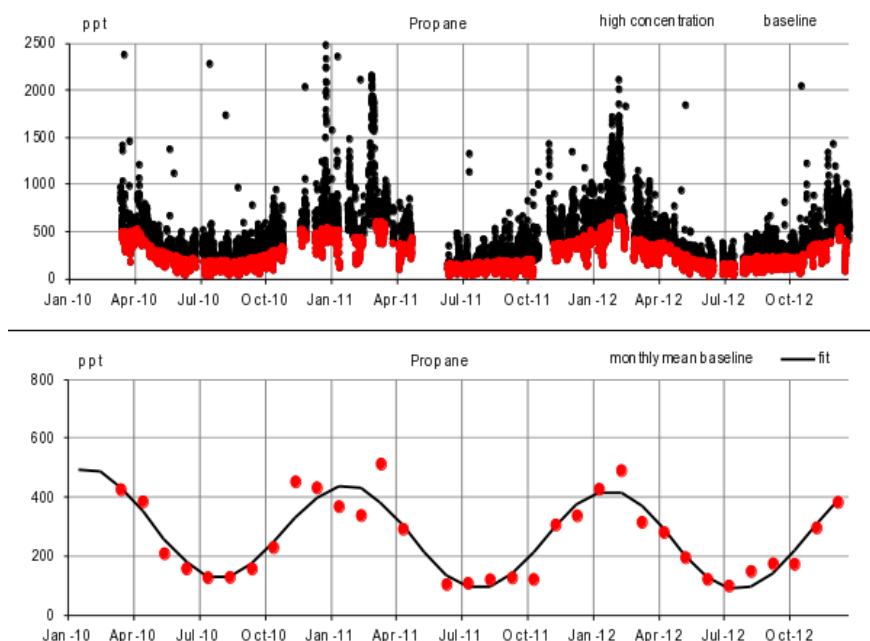 ppt Propane high concentration baseline
2500
2000
1500
1000
500
0
Jan-10 Apr-10 Jul-10 Oct-10 Jan-11 Apr-11 Jul-11 Oct-11 Jan-12 Apr-12 Jul-12 Oct-12
ppt Propane monthly mean baseline fit
800
600
400
200
0
Jan-10 Apr-10 Jul-10 Oct-10 Jan-11 Apr-11 Jul-11 Oct-11 Jan-12 Apr-12 Jul-12 Oct-12